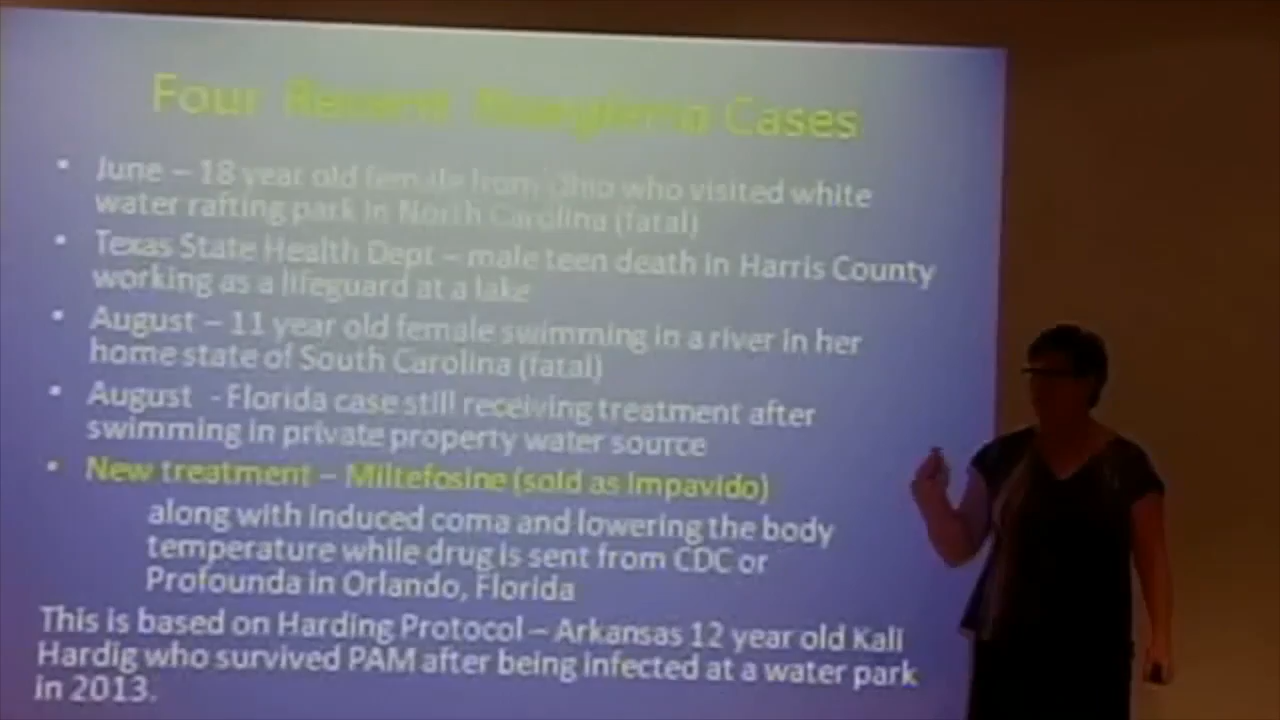 Four Recent Naegleria Cases
• June – 18 year old female from Ohio who visited white
water rafting park in North Carolina (fatal)
• Texas State Health Dept – male teen death in Harris County
working as a lifeguard at a lake
• August – 11 year old female swimming in a river in her
home state of South Carolina (fatal)
• August - Florida case still receiving treatment after
swimming in private property water source
• New treatment – Miltefosine (sold as Impavido)
along with induced coma and lowering the body
temperature while drug is sent from CDC or
Profounda in Orlando, Florida
This is based on Harding Protocol – Arkansas 12 year old Kali
Hardig who survived PAM after being infected at a water park
in 2013.